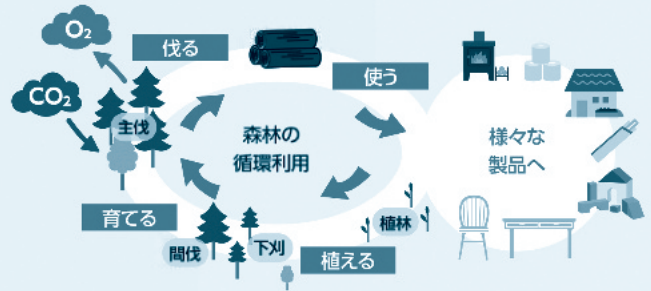 O₂
伐る
CO₂
主伐
使う
森林の
循環利用
様々な
製品へ
育てる
間伐
下刈
植える
植林